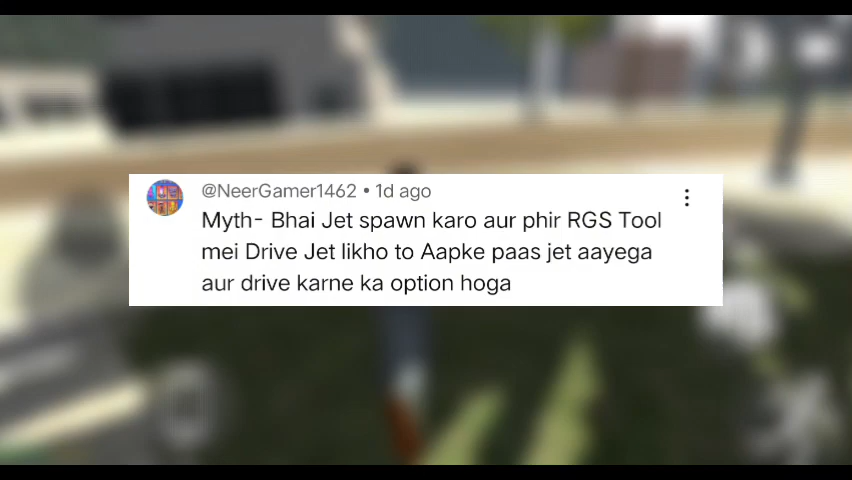 @NeerGamer1462 • 1d ago
Myth- Bhai Jet spawn karo aur phir RGS Tool
mei Drive Jet likho to Aapke paas jet aayega
aur drive karne ka option hoga